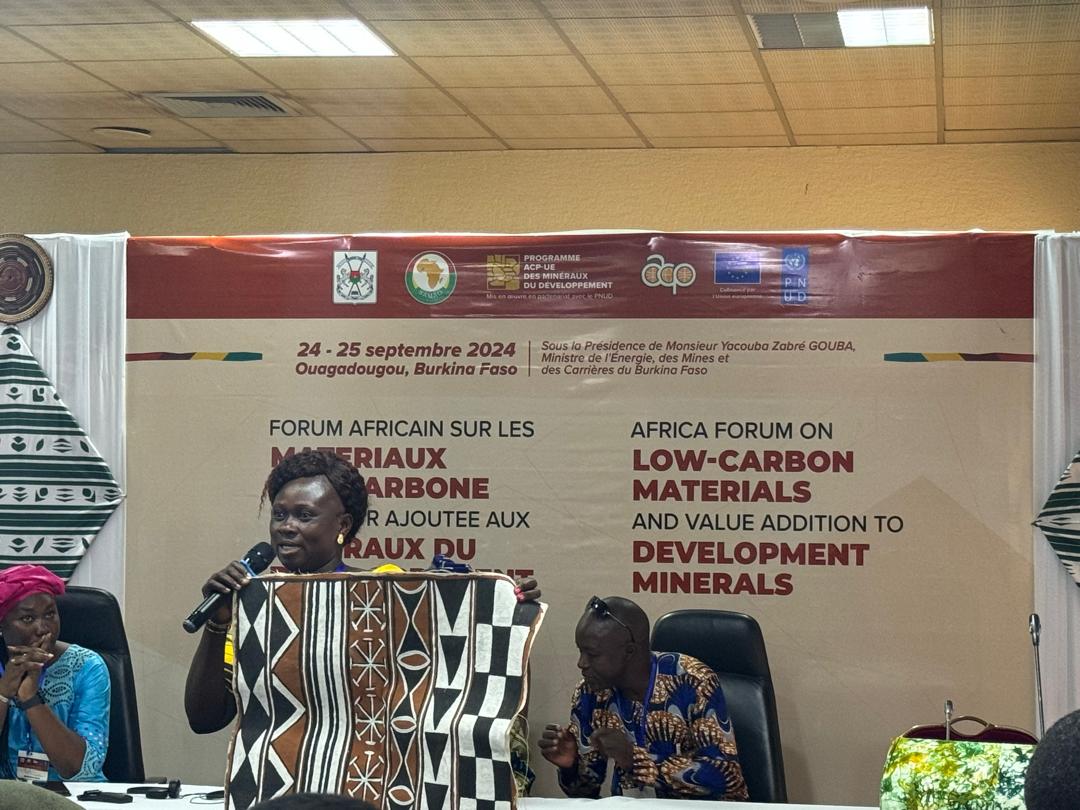 PROGRAMME
ACP-UE
DES MINÉRAUX
DU DÉVELOPPEMENT
Mis en œuvre en partenariat avec le PNUD
acp
Cofinancé par
l'Union européenne
P N
U D
24 - 25 septembre 2024
Ouagadougou, Burkina Faso
Sous la Présidence de Monsieur Yacouba Zabré GOUBA,
Ministre de l'Énergie, des Mines et
des Carrières du Burkina Faso
FORUM AFRICAIN SUR LES
MATERIAUX
ARBONE
R AJOUTEE AUX
RAUX DU
AFRICA FORUM ON
LOW-CARBON
MATERIALS
AND VALUE ADDITION TO
DEVELOPMENT
MINERALS